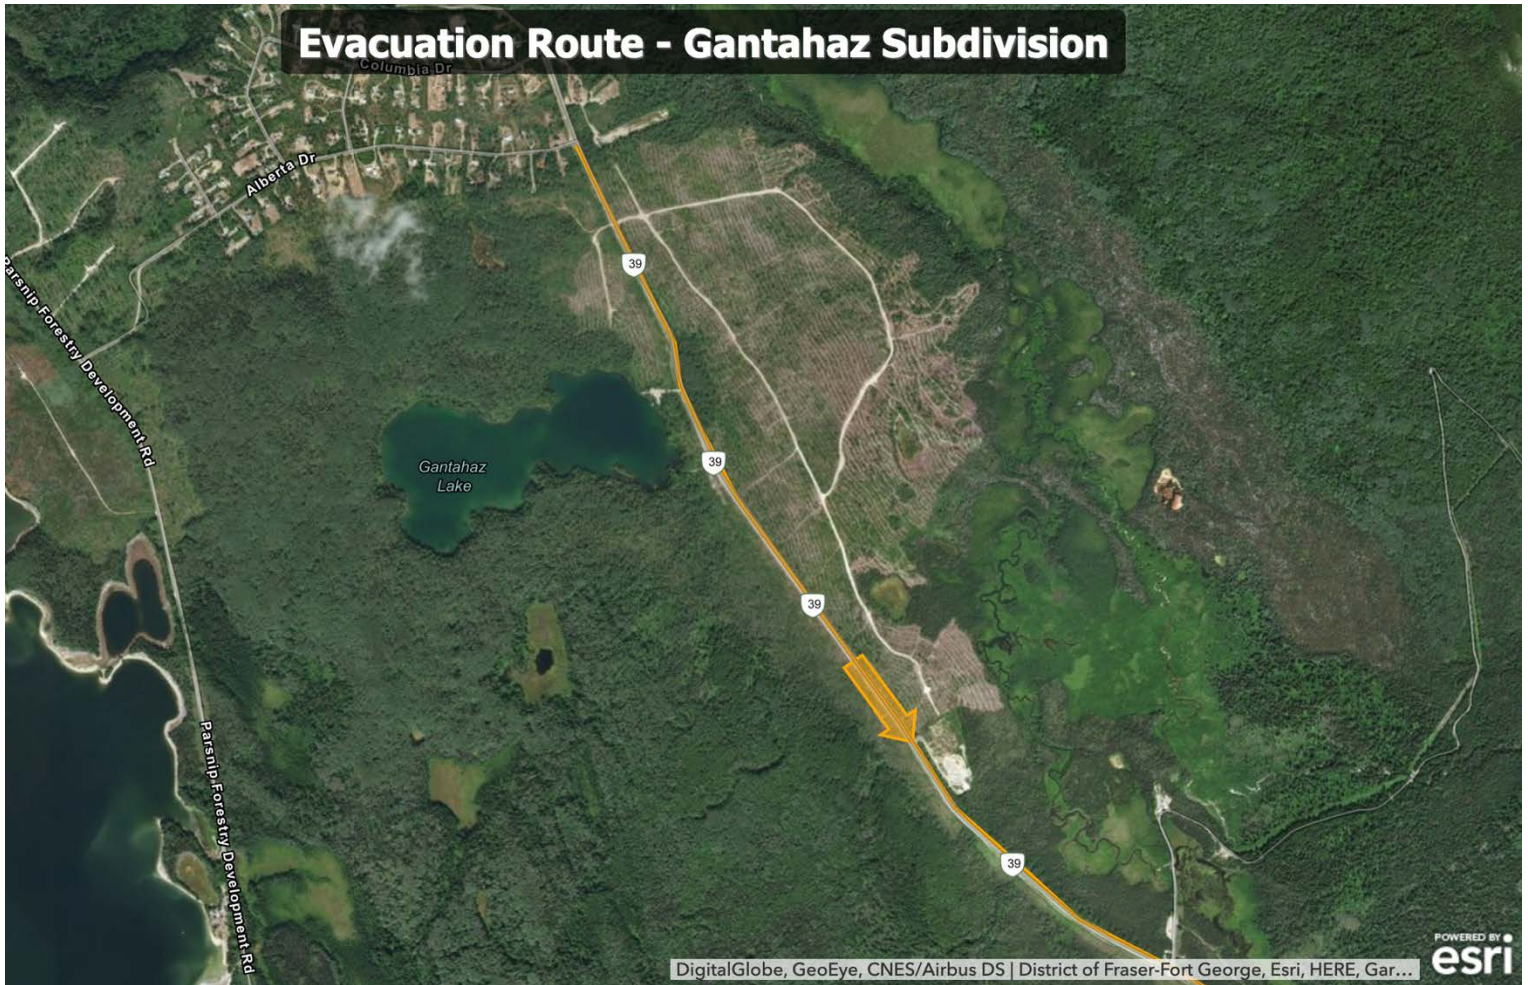 Evacuation Route - Gantahaz Subdivision
Columbia Dr
Alberta Dr
Parsnip Forestry Development Rd
39
Gantahaz
Lake
39
39
Parsnip Forestry Development Rd
39
POWERED BY
esri
DigitalGlobe, GeoEye, CNES/Airbus DS | District of Fraser-Fort George, Esri, HERE, Gar...